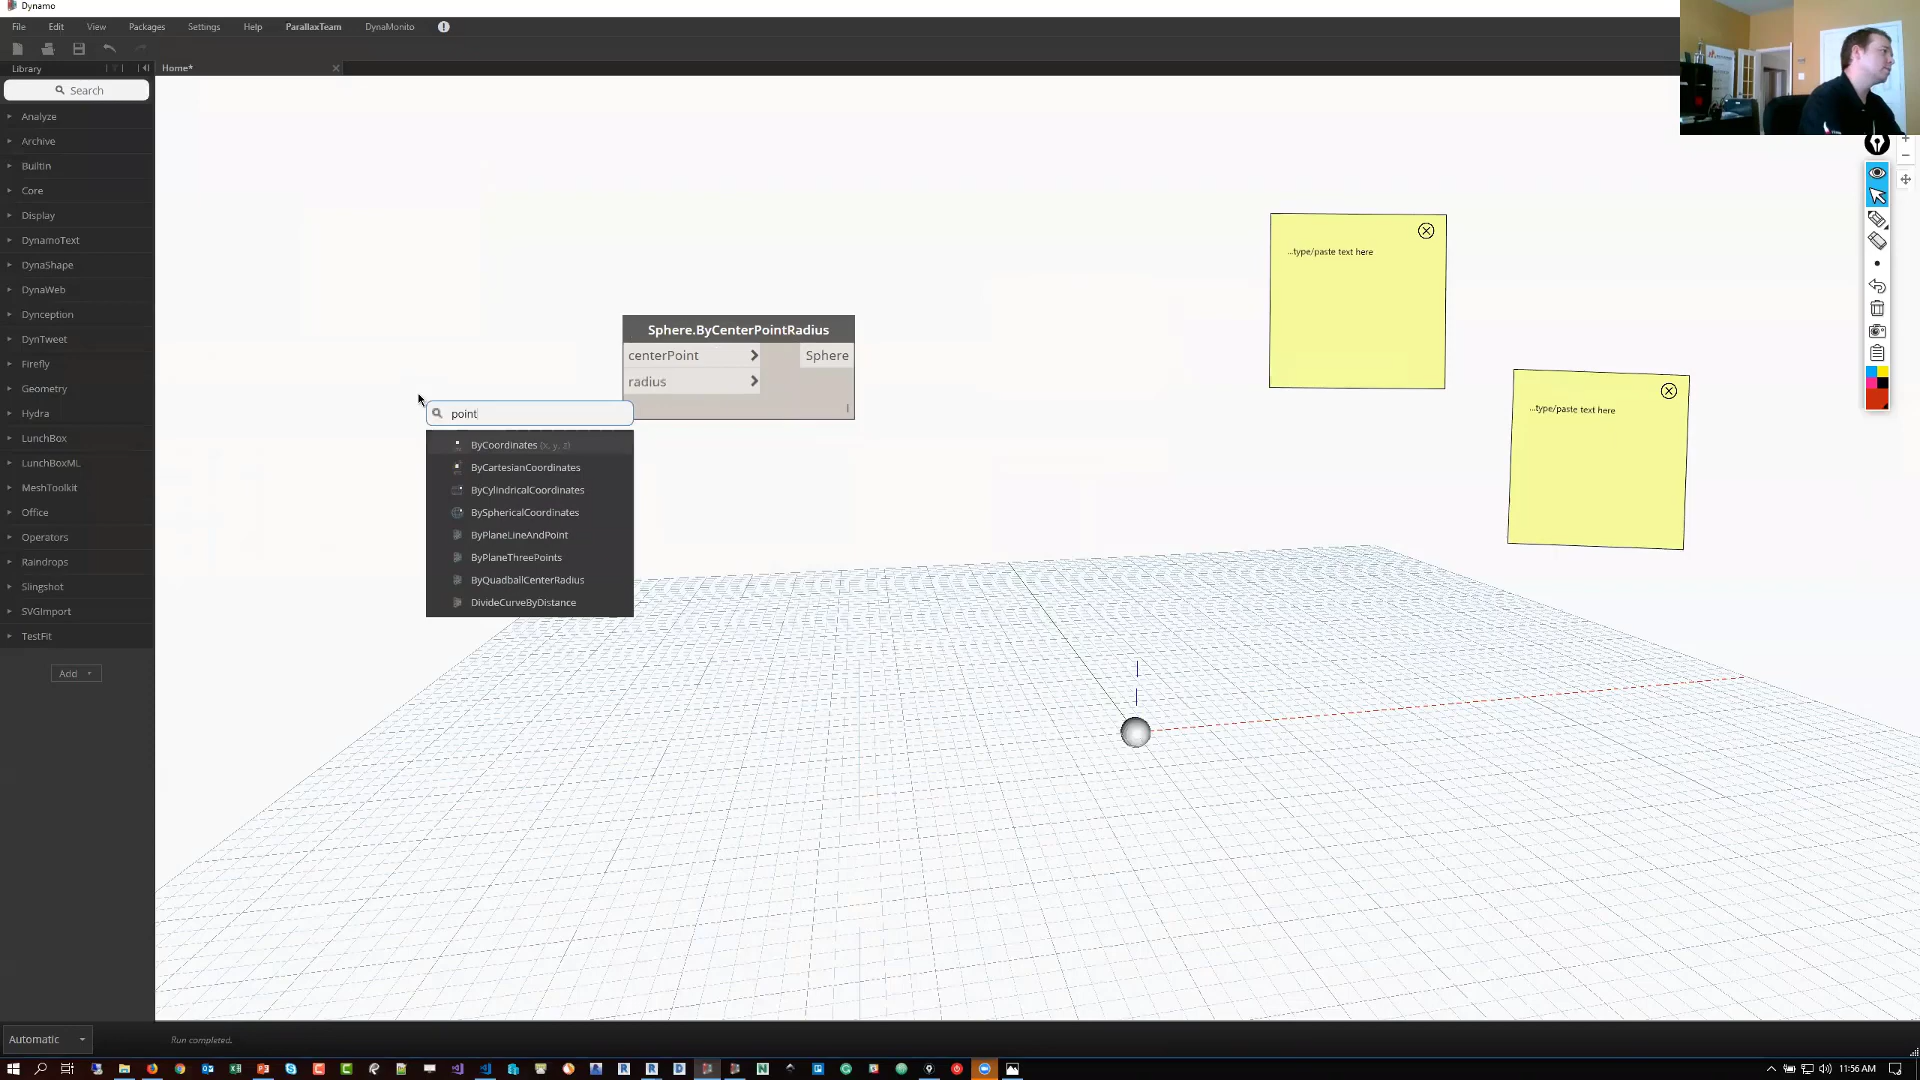 Dynamo
File Edit View Packages Settings Help ParallaxTeam DynaMonito
Library
Home*
Search
Analyze
Archive
BuiltIn
Core
Display
DynamoText
DynaShape
DynaWeb
Dynception
DynTweet
Firefly
Geometry
Hydra
LunchBox
LunchBoxML
MeshToolkit
Office
Operators
Raindrops
Slingshot
SVGImport
TestFit
Add
Sphere.ByCenterPointRadius
centerPoint > Sphere
radius >
point
ByCoordinates (x, y, z)
ByCartesianCoordinates
ByCylindricalCoordinates
BySphericalCoordinates
ByPlaneLineAndPoint
ByPlaneThreePoints
ByQuadballCenterRadius
DivideCurveByDistance
...type/paste text here
...type/paste text here
Automatic
Run completed.
11:56 AM